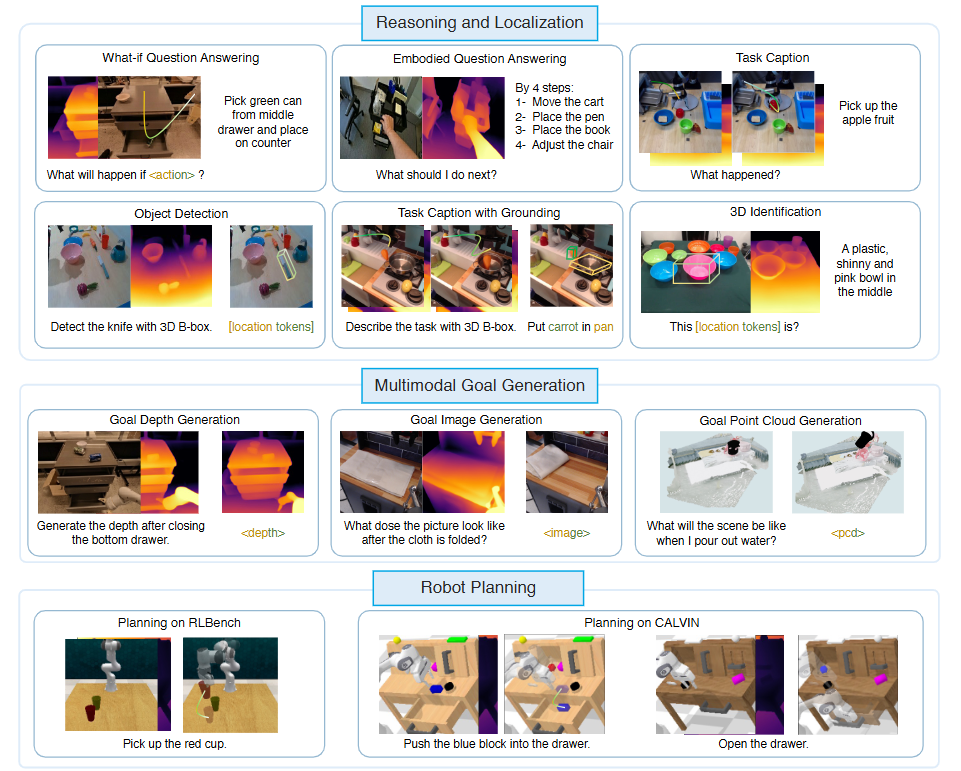 Reasoning and Localization
What-if Question Answering
Pick green can
from middle
drawer and place
on counter
What will happen if <action> ?
Embodied Question Answering
By 4 steps:
1- Move the cart
2- Place the pen
3- Place the book
4- Adjust the chair
What should I do next?
Task Caption
Pick up the
apple fruit
What happened?
Object Detection
Detect the knife with 3D B-box.
[location tokens]
Task Caption with Grounding
Describe the task with 3D B-box.
Put carrot in pan
3D Identification
A plastic,
shinny and
pink bowl in
the middle
This [location tokens] is?
Multimodal Goal Generation
Goal Depth Generation
Generate the depth after closing
the bottom drawer.
<depth>
Goal Image Generation
What dose the picture look like
after the cloth is folded?
<image>
Goal Point Cloud Generation
What will the scene be like
when I pour out water?
<pcd>
Robot Planning
Planning on RLBench
Pick up the red cup.
Planning on CALVIN
Push the blue block into the drawer.
Open the drawer.